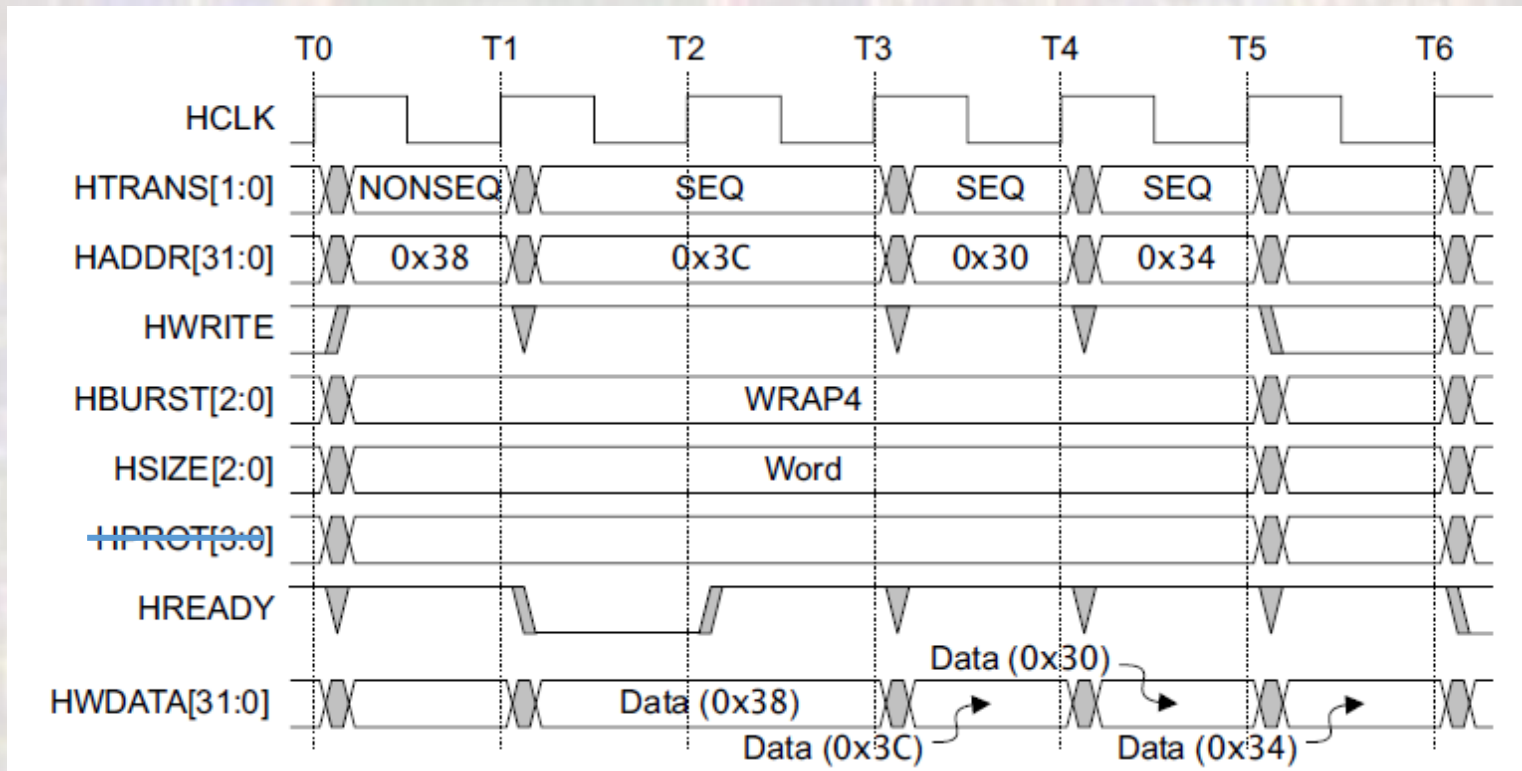 T0 T1 T2 T3 T4 T5 T6
HCLK
HTRANS[1:0] NONSEQ SEQ SEQ SEQ
HADDR[31:0] 0x38 0x3C 0x30 0x34
HWRITE
HBURST[2:0] WRAP4
HSIZE[2:0] Word
HPROT[3:0]
HREADY
Data (0x30)
HWDATA[31:0] Data (0x38)
Data (0x3C) Data (0x34)